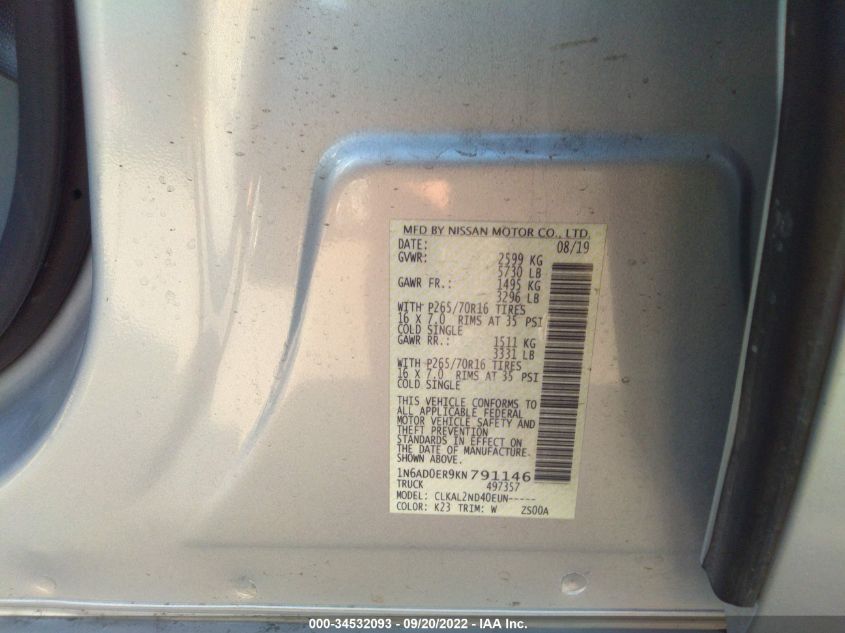 MFD BY NISSAN MOTOR CO., LTD.
DATE: 08/19
GVWR: 2599 KG
5730 LB
GAWR FR.: 1495 KG
3296 LB
WITH P265/70R16 TIRES
16 X 7.0 RIMS AT 35 PSI
COLD SINGLE
GAWR RR.: 1511 KG
3331 LB
WITH P265/70R16 TIRES
16 X 7.0 RIMS AT 35 PSI
COLD SINGLE
THIS VEHICLE CONFORMS TO
ALL APPLICABLE FEDERAL
MOTOR VEHICLE SAFETY AND
THEFT PREVENTION
STANDARDS IN EFFECT ON
THE DATE OF MANUFACTURE
SHOWN ABOVE.
1N6AD0ER9KN791146
TRUCK 497357
MODEL: CLKAL2ND40EUN-----
COLOR: K23 TRIM: W ZS00A
000-34532093 - 09/20/2022 - IAA Inc.